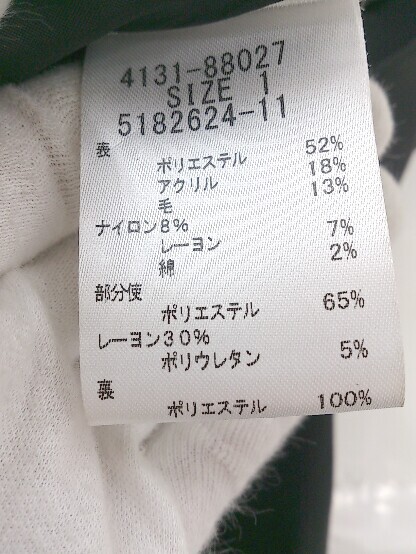 4131-88027
SIZE 1
5182624-11
表
ポリエステル 52%
アクリル 18%
毛 13%
ナイロン8%
レーヨン 7%
綿 2%
部分使
ポリエステル 65%
レーヨン30%
ポリウレタン 5%
裏
ポリエステル 100%